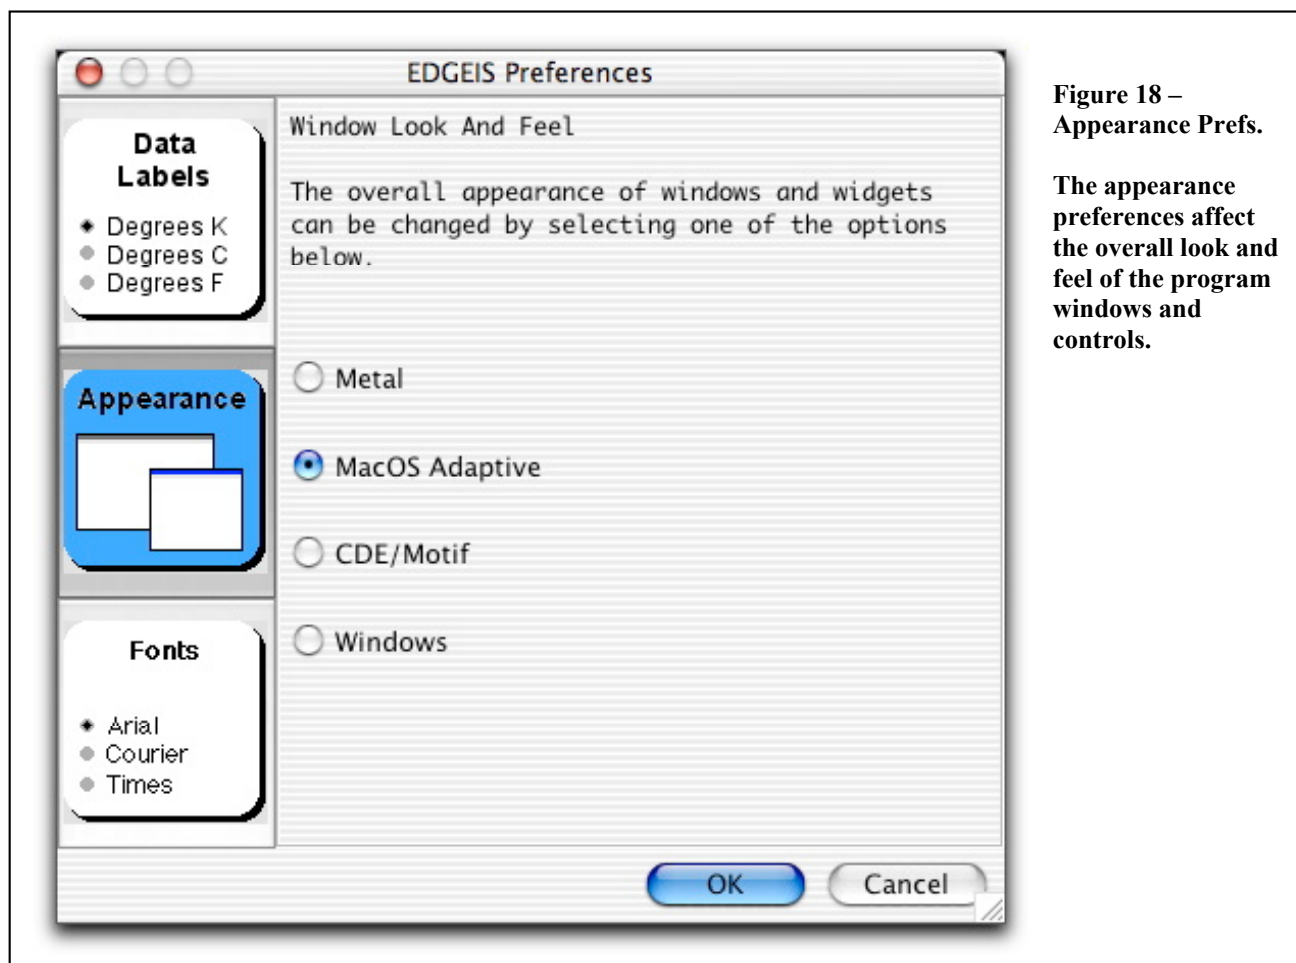 EDGEIS Preferences
Data
Labels
Degrees K
Degrees C
Degrees F
Appearance
Fonts
Arial
Courier
Times
Window Look And Feel
The overall appearance of windows and widgets
can be changed by selecting one of the options
below.
Metal
MacOS Adaptive
CDE/Motif
Windows
OK
Cancel
Figure 18 –
Appearance Prefs.
The appearance
preferences affect
the overall look and
feel of the program
windows and
controls.